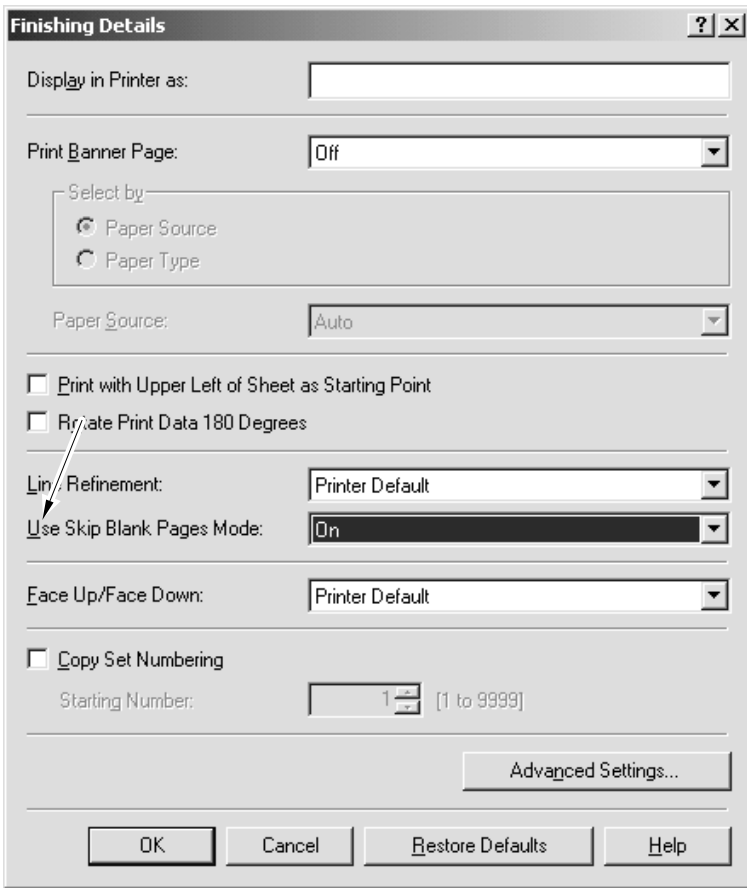 Finishing Details
Display in Printer as:
Print Banner Page: Off
Select by
Paper Source
Paper Type
Paper Source: Auto
Print with Upper Left of Sheet as Starting Point
Rotate Print Data 180 Degrees
Line Refinement: Printer Default
Use Skip Blank Pages Mode: On
Face Up/Face Down: Printer Default
Copy Set Numbering
Starting Number: 1 [1 to 9999]
Advanced Settings...
OK Cancel Restore Defaults Help